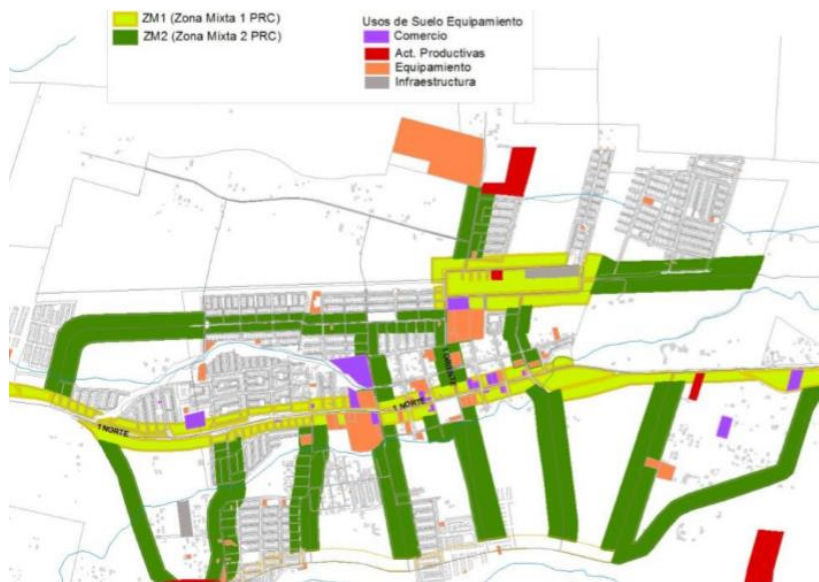 ZM1 (Zona Mixta 1 PRC)
ZM2 (Zona Mixta 2 PRC)
Usos de Suelo Equipamiento
Comercio
Act. Productivas
Equipamiento
Infraestructura
1 NORTE
1 NORTE